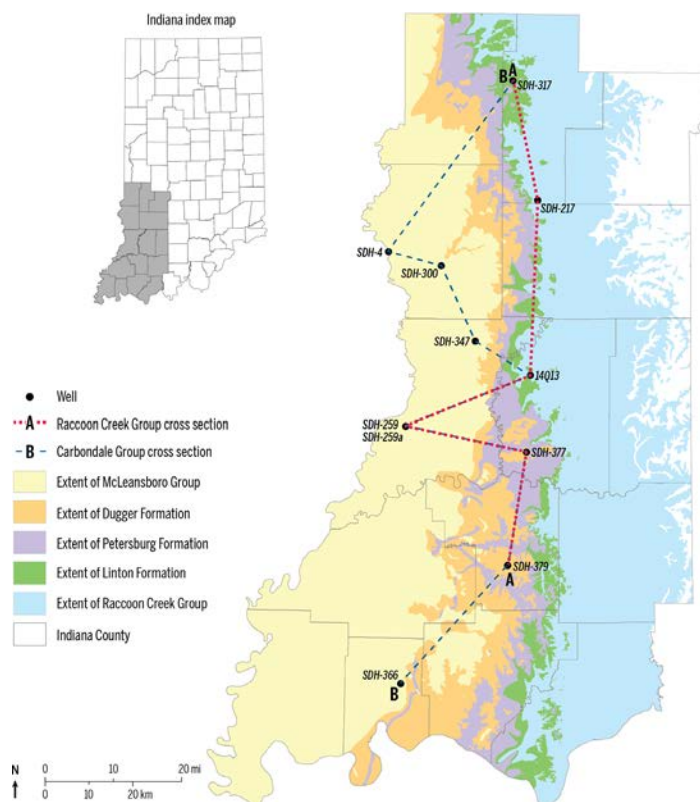 Indiana index map
B A
SDH-317
SDH-217
SDH-4
SDH-300
SDH-347
14Q13
SDH-259
SDH-259a
SDH-377
SDH-379
A
SDH-366
B
Well
A Raccoon Creek Group cross section
B Carbondale Group cross section
Extent of McLeansboro Group
Extent of Dugger Formation
Extent of Petersburg Formation
Extent of Linton Formation
Extent of Raccoon Creek Group
Indiana County
N
0 10 20 mi
0 10 20 km